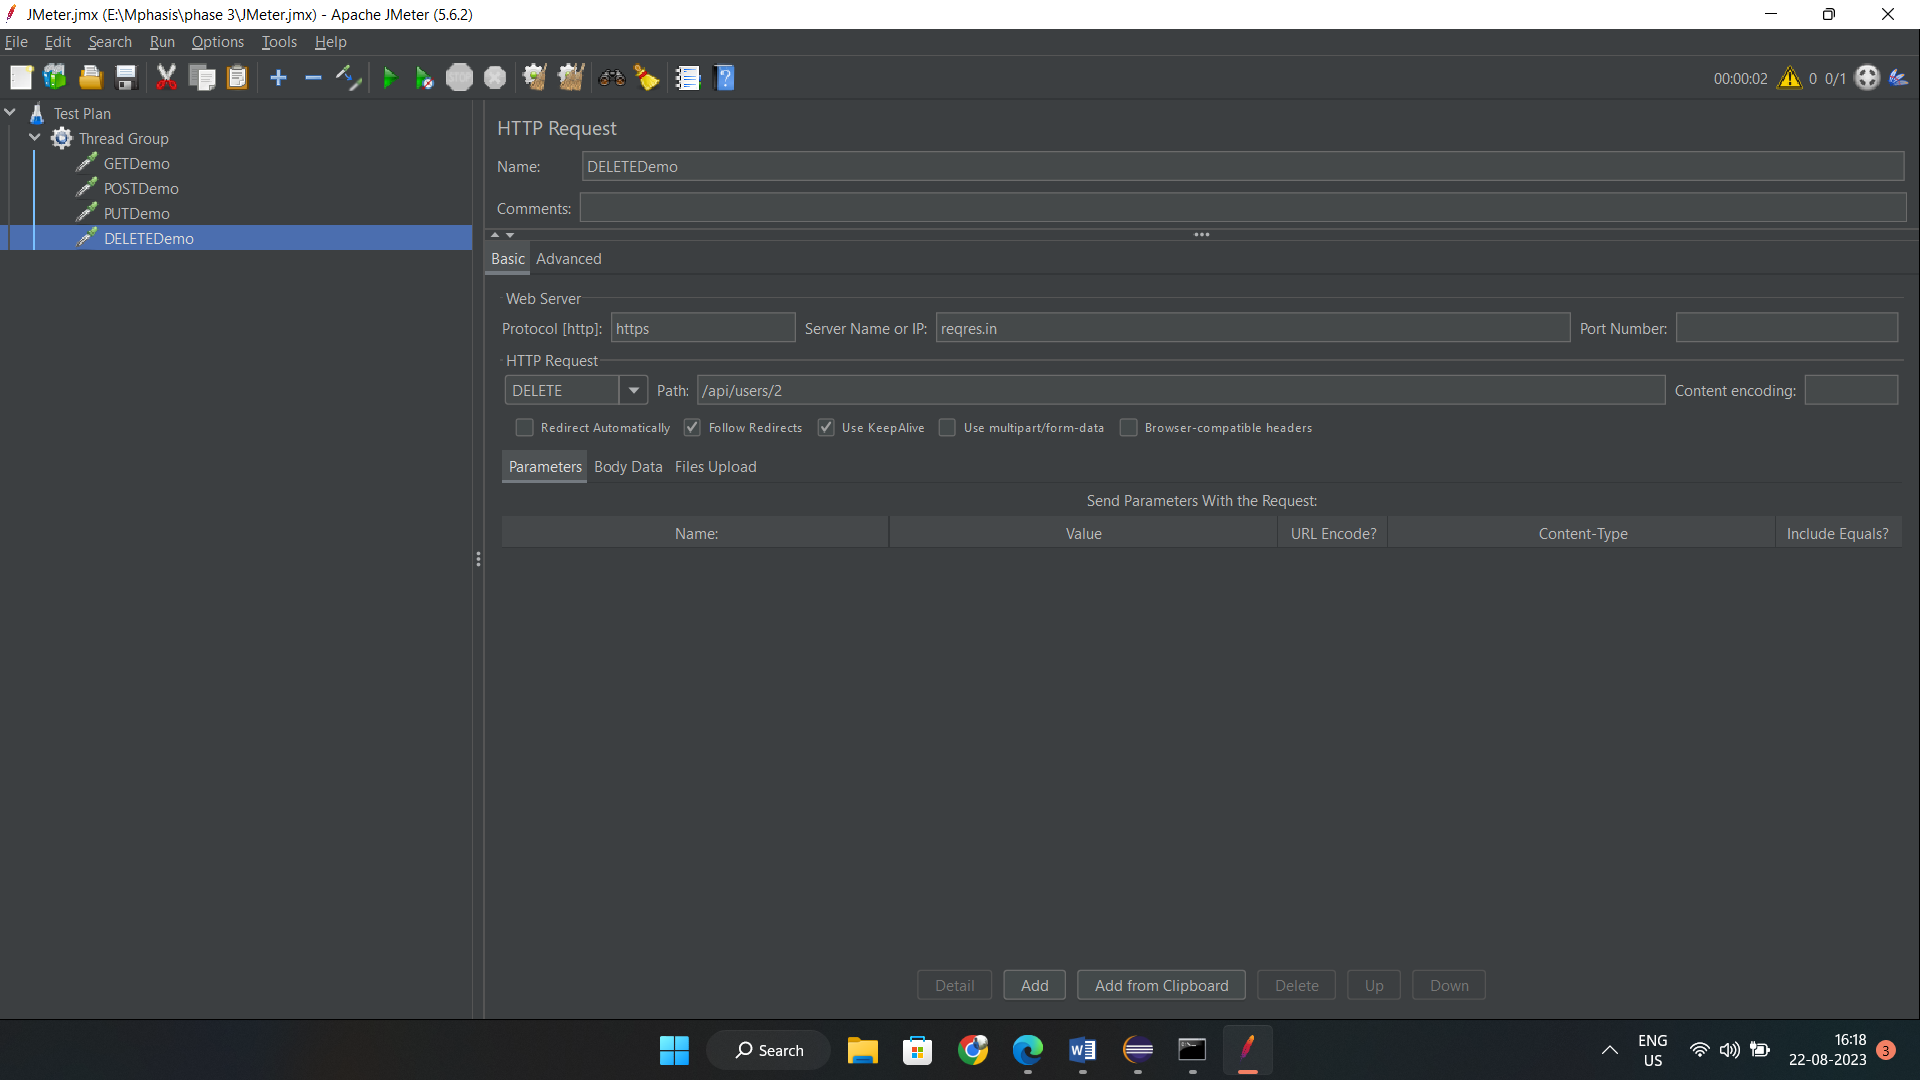 JMeter.jmx (E:\Mphasis\phase 3\JMeter.jmx) - Apache JMeter (5.6.2)
File Edit Search Run Options Tools Help
STOP
00:00:02 0 0/1
Test Plan
Thread Group
GETDemo
POSTDemo
PUTDemo
DELETEDemo
HTTP Request
Name: DELETEDemo
Comments:
Basic Advanced
Web Server
Protocol [http]: https Server Name or IP: reqres.in Port Number:
HTTP Request
DELETE Path: /api/users/2 Content encoding:
Redirect Automatically Follow Redirects Use KeepAlive Use multipart/form-data Browser-compatible headers
Parameters Body Data Files Upload
Send Parameters With the Request:
Name: Value URL Encode? Content-Type Include Equals?
Detail Add Add from Clipboard Delete Up Down
Search
ENG
US
16:18
22-08-2023
3